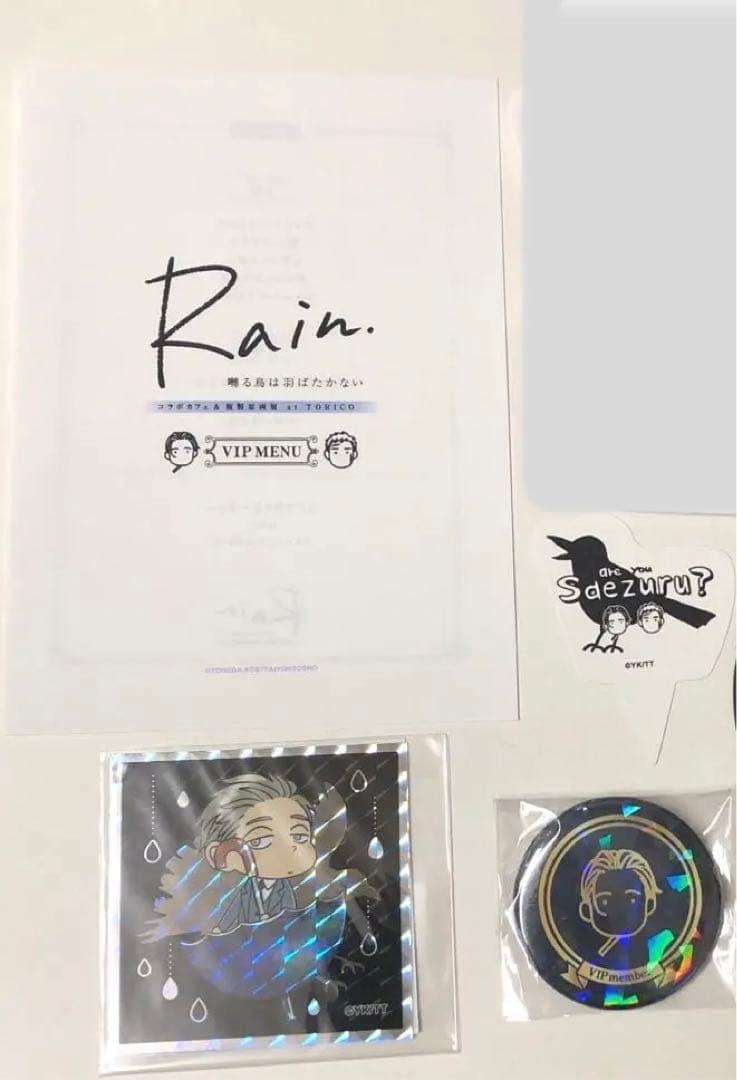 Rain.
囀る鳥は羽ばたかない
コラボカフェ & 複製原画展 at TORICO
VIP MENU
©YONEDA KOU/TAIYOHTOSHO
are you
Saezuru?
©YK/TT
©YK/TT
VIP member